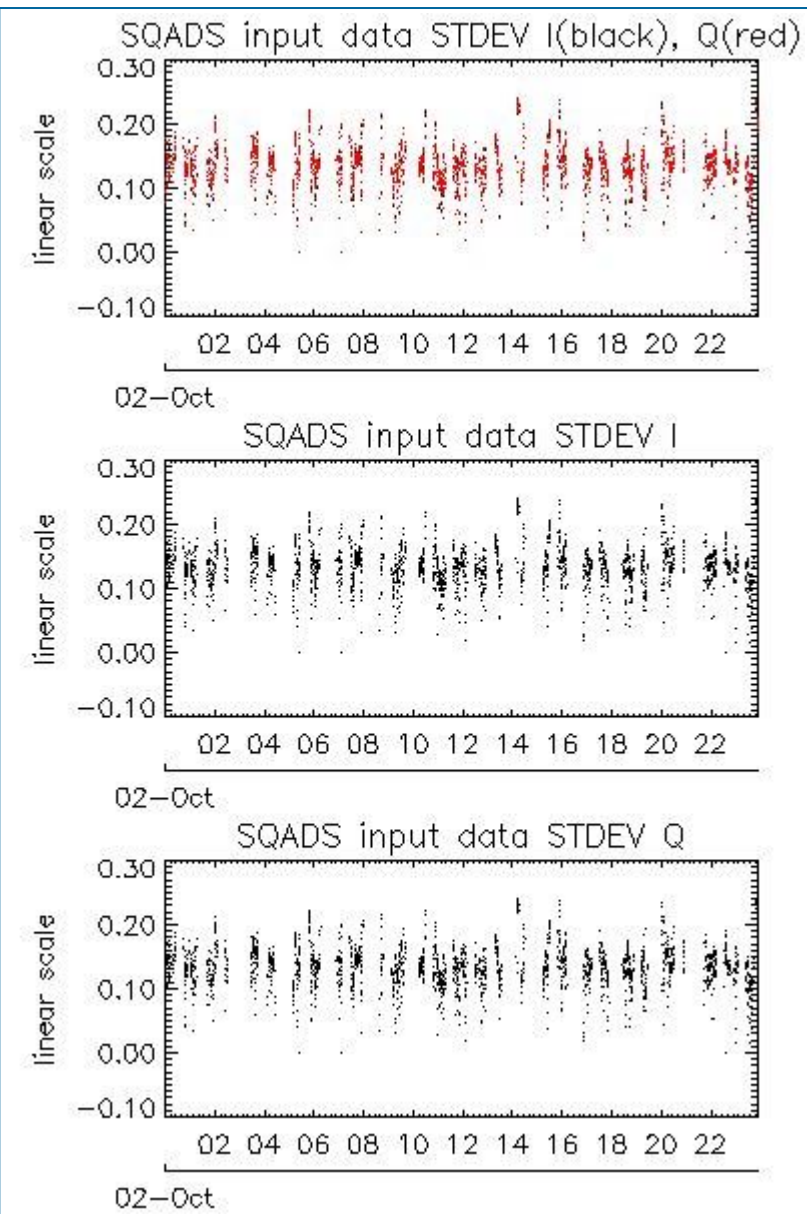 SQADS input data STDEV I(black), Q(red)
0.30
0.20
0.10
0.00
-0.10
linear scale
02 04 06 08 10 12 14 16 18 20 22
02-Oct
SQADS input data STDEV I
0.30
0.20
0.10
0.00
-0.10
linear scale
02 04 06 08 10 12 14 16 18 20 22
02-Oct
SQADS input data STDEV Q
0.30
0.20
0.10
0.00
-0.10
linear scale
02 04 06 08 10 12 14 16 18 20 22
02-Oct